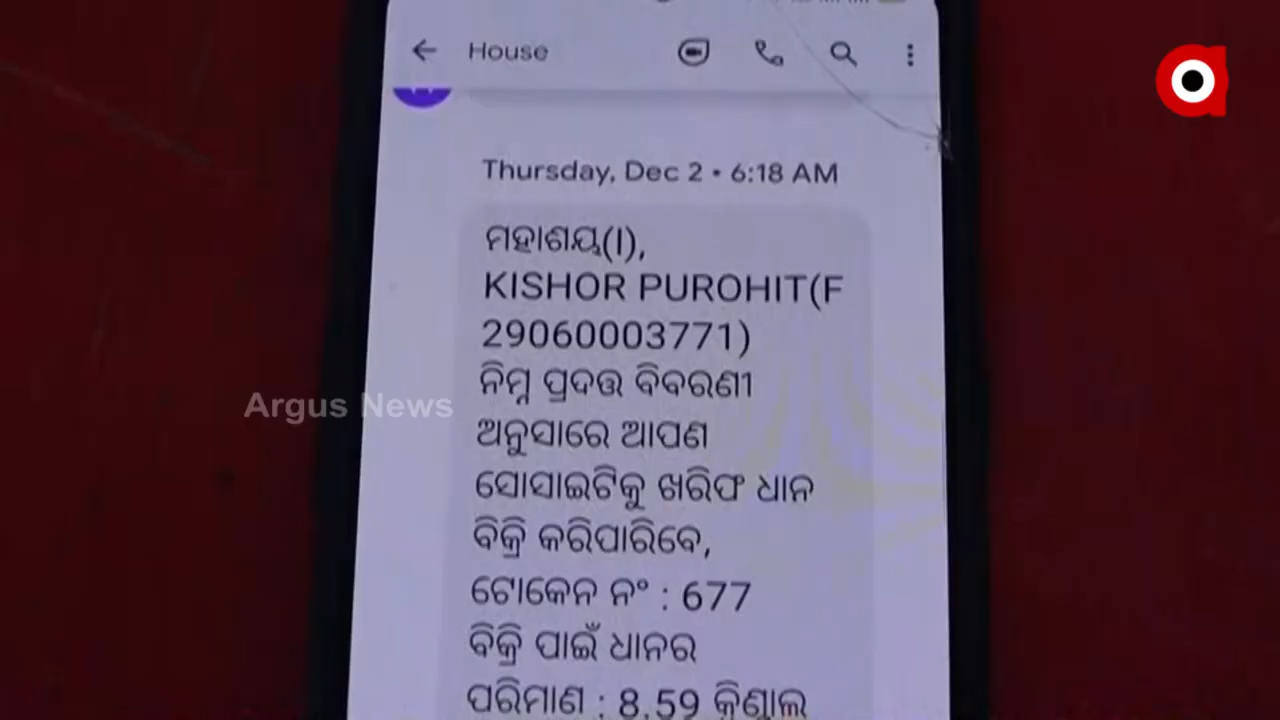 House
Thursday, Dec 2 • 6:18 AM
ମହାଶୟ(ା),
KISHOR PUROHIT(F
29060003771)
ନିମ୍ନ ପ୍ରଦତ୍ତ ବିବରଣୀ
Argus News
ଅନୁସାରେ ଆପଣ
ସୋସାଇଟିକୁ ଖରିଫ ଧାନ
ବିକ୍ରି କରିପାରିବେ,
ଟୋକେନ ନଂ : 677
ବିକ୍ରି ପାଇଁ ଧାନର
ପରିମାଣ : 8.59 କ୍ୱିଣ୍ଟାଲ